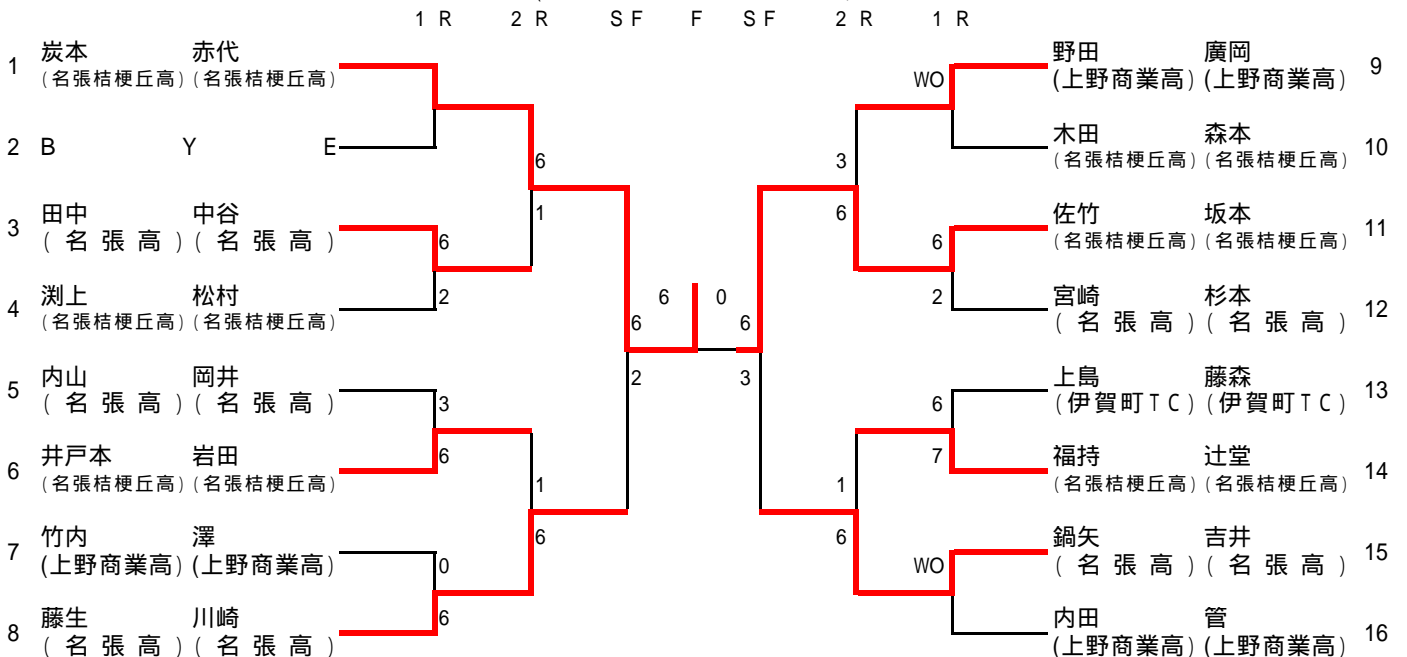 1 R 2 R S F F S F 2 R 1 R
1 炭本 赤代
(名張桔梗丘高) (名張桔梗丘高)
2 B Y E
3 田中 中谷
( 名 張 高 ) ( 名 張 高 )
4 渕上 松村
(名張桔梗丘高) (名張桔梗丘高)
5 内山 岡井
( 名 張 高 ) ( 名 張 高 )
6 井戸本 岩田
(名張桔梗丘高) (名張桔梗丘高)
7 竹内 澤
(上野商業高) (上野商業高)
8 藤生 川崎
( 名 張 高 ) ( 名 張 高 )
6
2
3
6
0
6
6
1
1
6
6
2
6 0
6
3
3
6
1
6
WO
6
2
6
7
WO
野田 廣岡 9
(上野商業高) (上野商業高)
木田 森本 10
(名張桔梗丘高) (名張桔梗丘高)
佐竹 坂本 11
(名張桔梗丘高) (名張桔梗丘高)
宮崎 杉本 12
( 名 張 高 ) ( 名 張 高 )
上島 藤森 13
(伊賀町TC) (伊賀町TC)
福持 辻堂 14
(名張桔梗丘高) (名張桔梗丘高)
鍋矢 吉井 15
( 名 張 高 ) ( 名 張 高 )
内田 管 16
(上野商業高) (上野商業高)